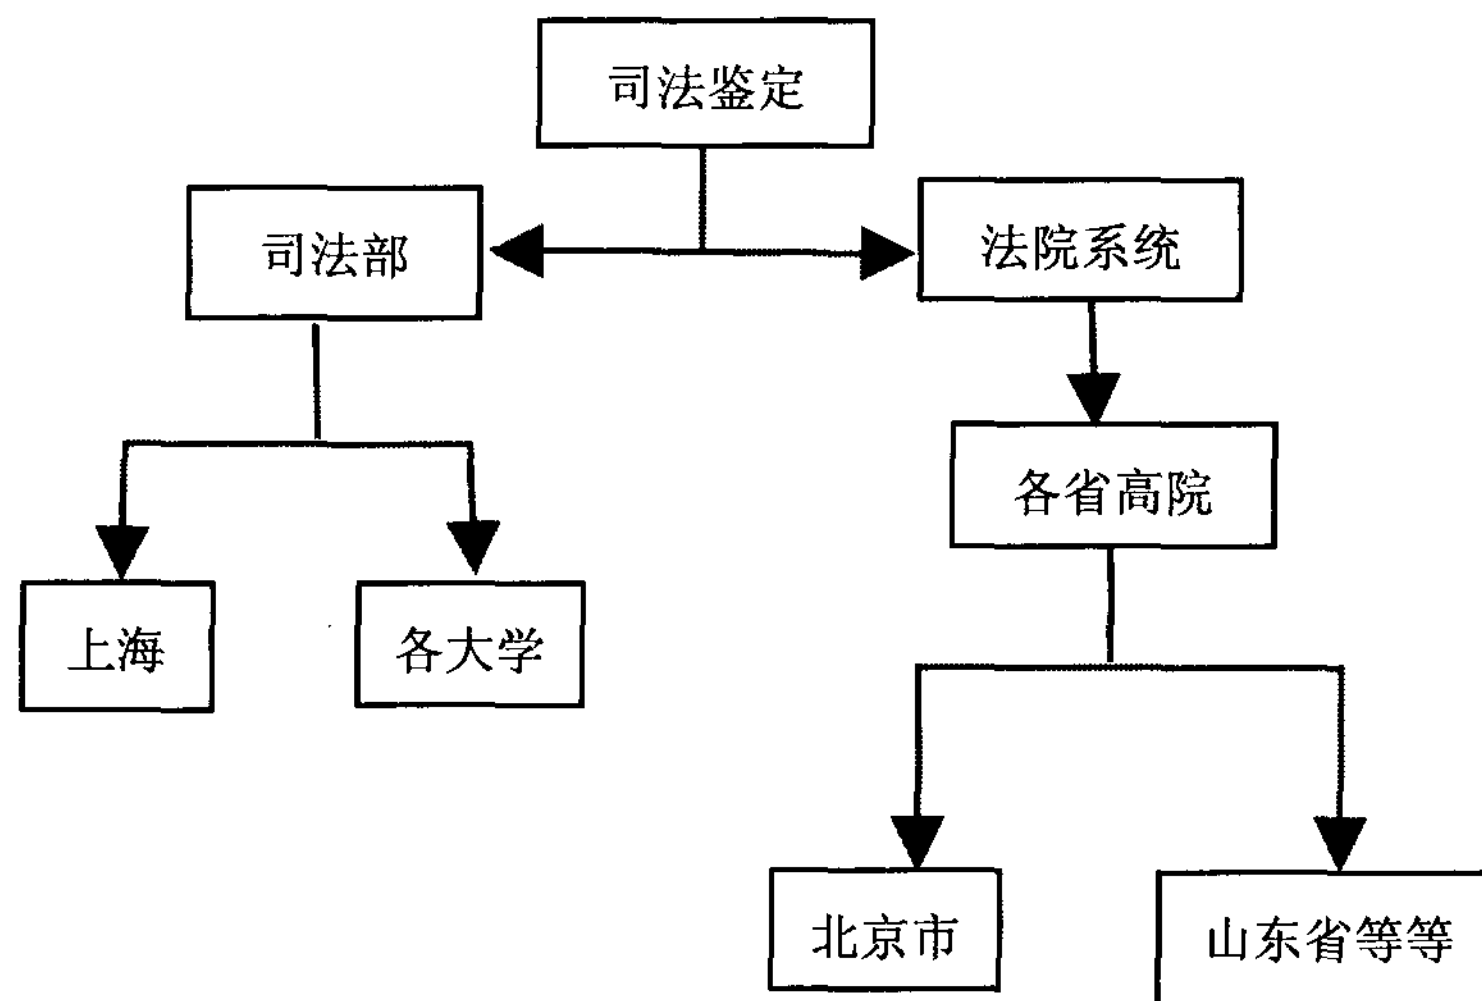 司法鉴定
司法部
法院系统
各省高院
上海
各大学
北京市
山东省等等